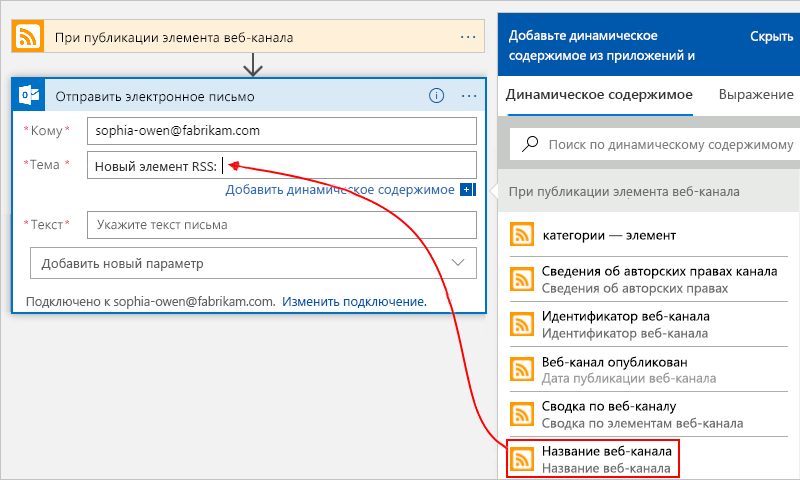 При публикации элемента веб-канала
Отправить электронное письмо
*Кому*
sophia-owen@fabrikam.com
*Тема*
Новый элемент RSS:
Добавить динамическое содержимое
*Текст*
Укажите текст письма
Добавить новый параметр
Подключено к sophia-owen@fabrikam.com. Изменить подключение.
Добавьте динамическое
содержимое из приложений и
Скрыть
Динамическое содержимое
Выражение
Поиск по динамическому содержимому
При публикации элемента веб-канала
категории — элемент
Сведения об авторских правах канала
Сведения об авторских правах
Идентификатор веб-канала
Идентификатор веб-канала
Веб-канал опубликован
Дата публикации веб-канала
Сводка по веб-каналу
Сводка по элементам веб-канала
Название веб-канала
Название веб-канала